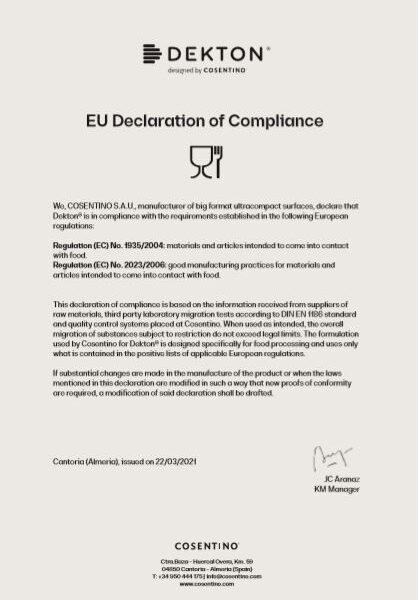 DEKTON®
designed by COSENTINO
EU Declaration of Compliance
We, COSENTINO S.A.U., manufacturer of big format ultracompact surfaces, declare that
Dekton® is in compliance with the requirements established in the following European
regulations:
Regulation (EC) No. 1935/2004: materials and articles intended to come into contact
with food.
Regulation (EC) No. 2023/2006: good manufacturing practices for materials and
articles intended to come into contact with food.
This declaration of compliance is based on the information received from suppliers of
raw materials, third party laboratory migration tests according to DIN EN 1186 standard
and quality control systems placed at Cosentino. When used as intended, the overall
migration of substances subject to restriction do not exceed legal limits. The formulation
used by Cosentino for Dekton® is designed specifically for food processing and uses only
what is contained in the positive lists of applicable European regulations.
If substantial changes are made in the manufacture of the product or when the laws
mentioned in this declaration are modified in such a way that new proofs of conformity
are required, a modification of said declaration shall be drafted.
Cantoria (Almeria), issued on 22/03/2021
JC Aranaz
KM Manager
COSENTINO®
Ctra.Baza - Huercal Overa, Km. 59
04850 Cantoria - Almeria (Spain)
T: +34 950 444 175 | info@cosentino.com
www.cosentino.com